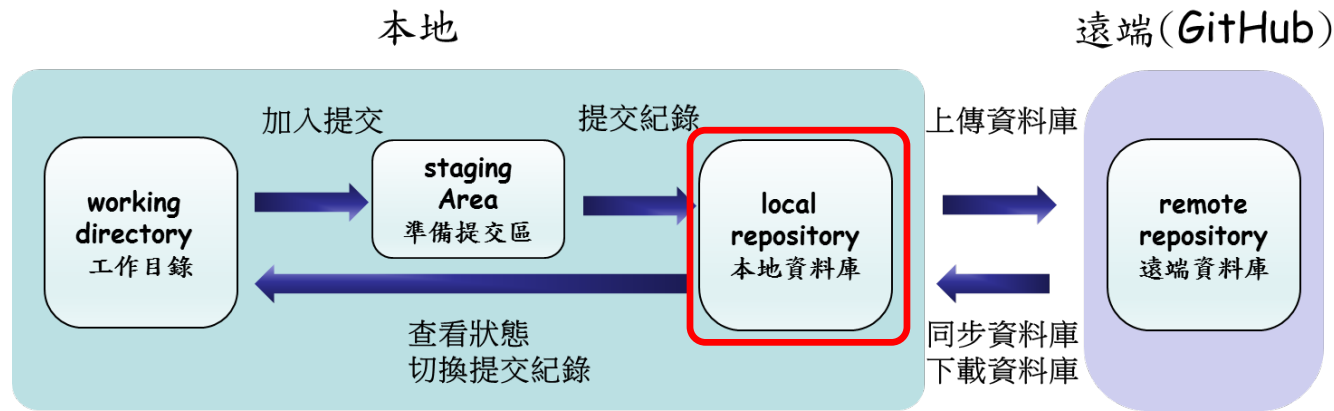 本地
遠端(GitHub)
加入提交
提交紀錄
上傳資料庫
working
directory
工作目錄
staging
Area
準備提交區
local
repository
本地資料庫
remote
repository
遠端資料庫
查看狀態
切換提交紀錄
同步資料庫
下載資料庫